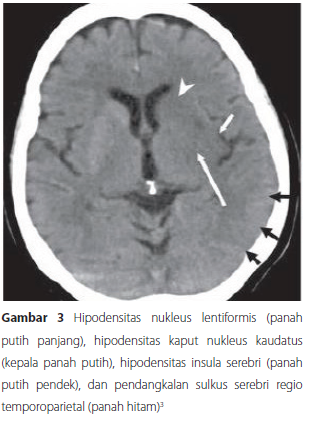 Gambar 3 Hipodensitas nukleus lentiformis (panah
putih panjang), hipodensitas kaput nukleus kaudatus
(kepala panah putih), hipodensitas insula serebri (panah
putih pendek), dan pendangkalan sulkus serebri regio
temporoparietal (panah hitam)³